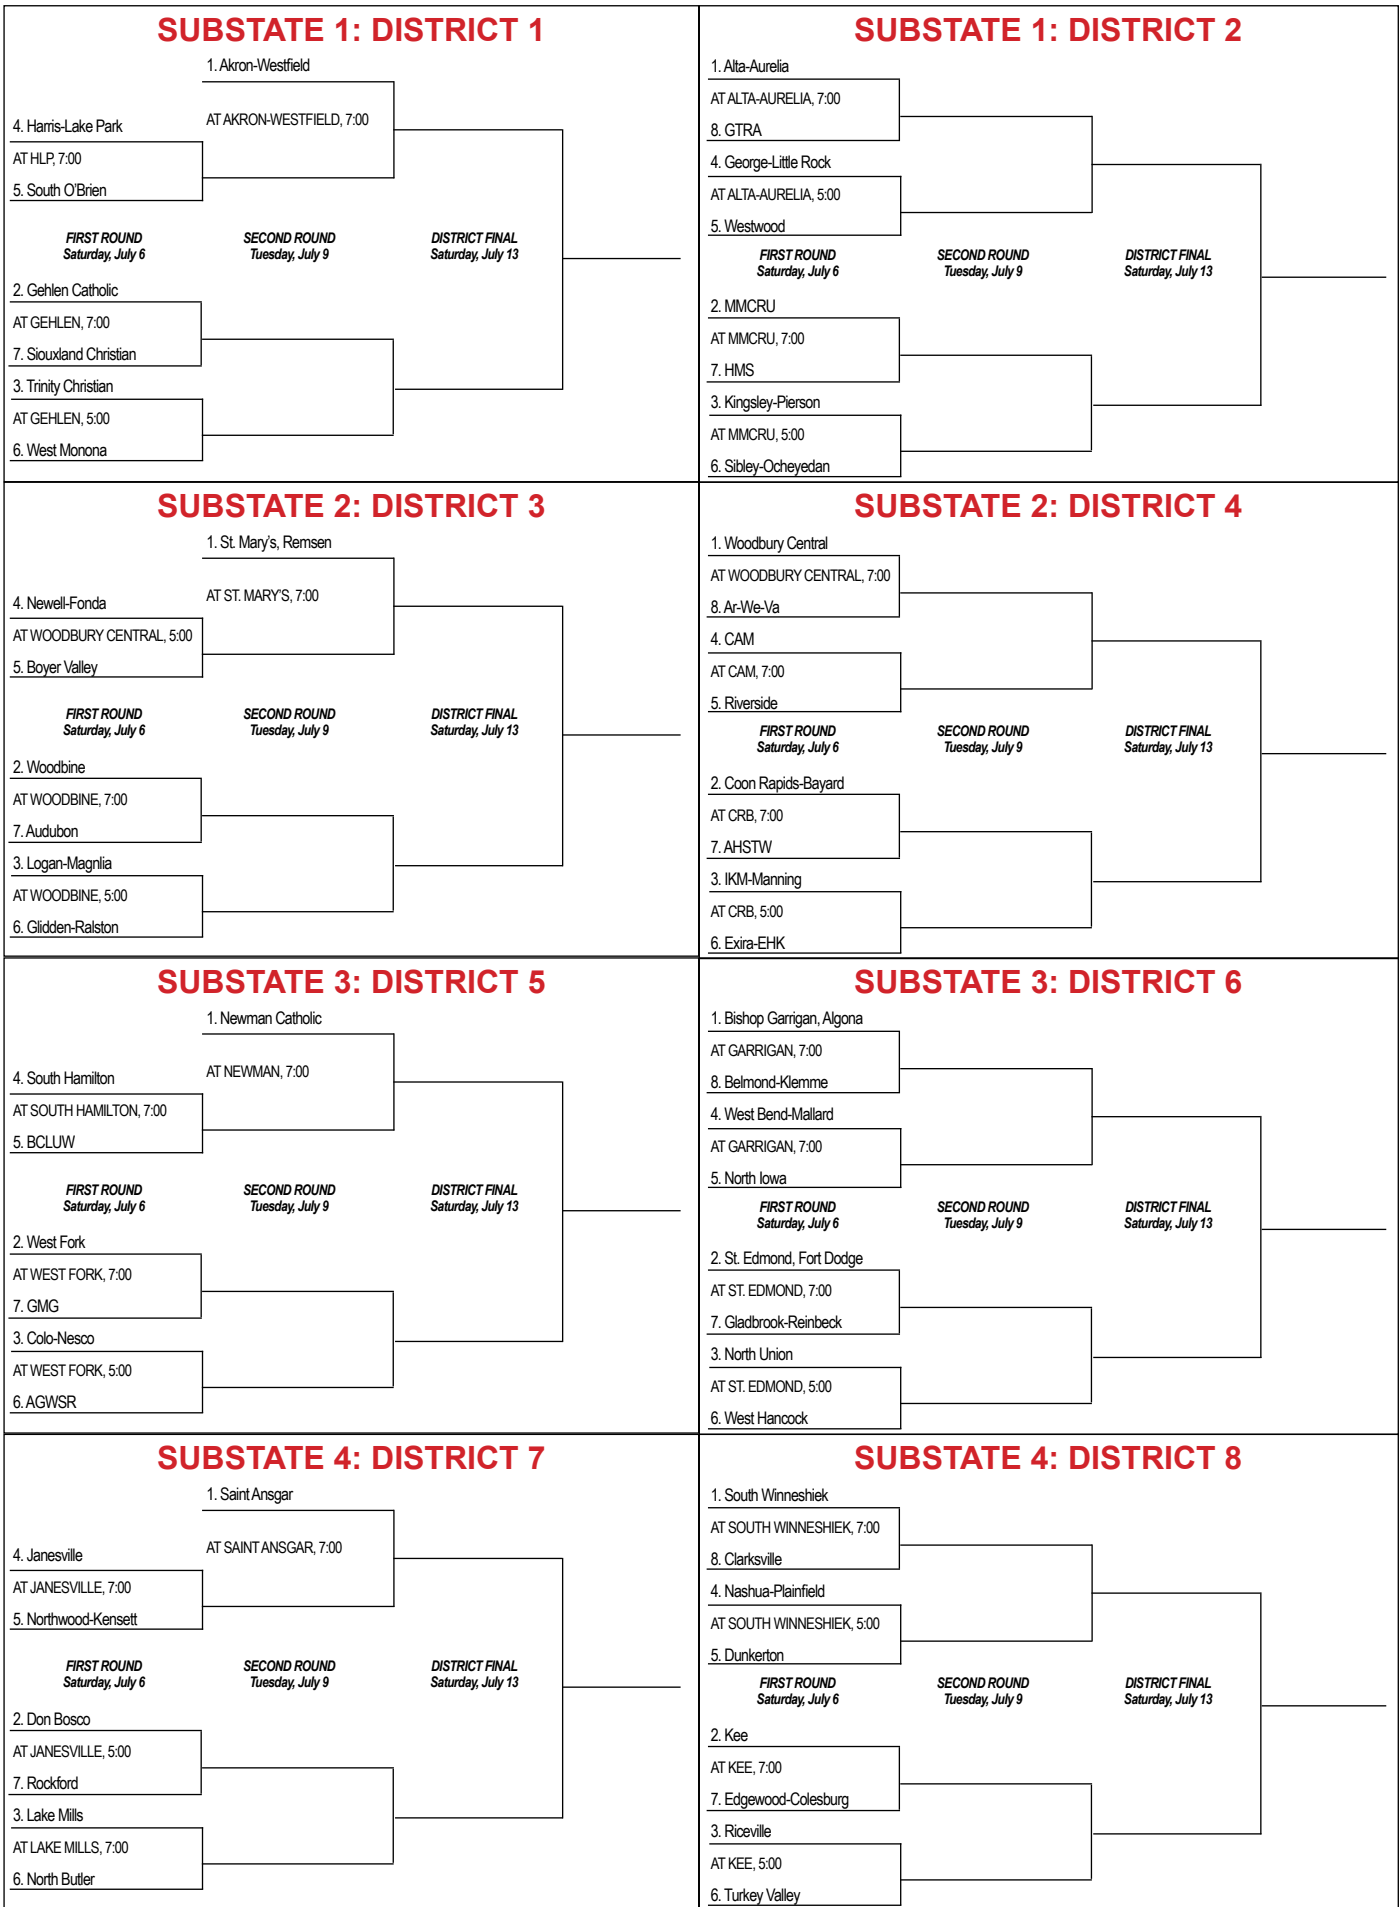 SUBSTATE 1: DISTRICT 1
1. Akron-Westfield
AT AKRON-WESTFIELD, 7:00
4. Harris-Lake Park
AT HLP, 7:00
5. South O'Brien
FIRST ROUND
Saturday, July 6
SECOND ROUND
Tuesday, July 9
DISTRICT FINAL
Saturday, July 13
2. Gehlen Catholic
AT GEHLEN, 7:00
7. Siouxland Christian
3. Trinity Christian
AT GEHLEN, 5:00
6. West Monona
SUBSTATE 1: DISTRICT 2
1. Alta-Aurelia
AT ALTA-AURELIA, 7:00
8. GTRA
4. George-Little Rock
AT ALTA-AURELIA, 5:00
5. Westwood
FIRST ROUND
Saturday, July 6
SECOND ROUND
Tuesday, July 9
DISTRICT FINAL
Saturday, July 13
2. MMCRU
AT MMCRU, 7:00
7. HMS
3. Kingsley-Pierson
AT MMCRU, 5:00
6. Sibley-Ocheyedan
SUBSTATE 2: DISTRICT 3
1. St. Mary's, Remsen
AT ST. MARY'S, 7:00
4. Newell-Fonda
AT WOODBURY CENTRAL, 5:00
5. Boyer Valley
FIRST ROUND
Saturday, July 6
SECOND ROUND
Tuesday, July 9
DISTRICT FINAL
Saturday, July 13
2. Woodbine
AT WOODBINE, 7:00
7. Audubon
3. Logan-Magnlia
AT WOODBINE, 5:00
6. Glidden-Ralston
SUBSTATE 2: DISTRICT 4
1. Woodbury Central
AT WOODBURY CENTRAL, 7:00
8. Ar-We-Va
4. CAM
AT CAM, 7:00
5. Riverside
FIRST ROUND
Saturday, July 6
SECOND ROUND
Tuesday, July 9
DISTRICT FINAL
Saturday, July 13
2. Coon Rapids-Bayard
AT CRB, 7:00
7. AHSTW
3. IKM-Manning
AT CRB, 5:00
6. Exira-EHK
SUBSTATE 3: DISTRICT 5
1. Newman Catholic
AT NEWMAN, 7:00
4. South Hamilton
AT SOUTH HAMILTON, 7:00
5. BCLUW
FIRST ROUND
Saturday, July 6
SECOND ROUND
Tuesday, July 9
DISTRICT FINAL
Saturday, July 13
2. West Fork
AT WEST FORK, 7:00
7. GMG
3. Colo-Nesco
AT WEST FORK, 5:00
6. AGWSR
SUBSTATE 3: DISTRICT 6
1. Bishop Garrigan, Algona
AT GARRIGAN, 7:00
8. Belmond-Klemme
4. West Bend-Mallard
AT GARRIGAN, 7:00
5. North Iowa
FIRST ROUND
Saturday, July 6
SECOND ROUND
Tuesday, July 9
DISTRICT FINAL
Saturday, July 13
2. St. Edmond, Fort Dodge
AT ST. EDMOND, 7:00
7. Gladbrook-Reinbeck
3. North Union
AT ST. EDMOND, 5:00
6. West Hancock
SUBSTATE 4: DISTRICT 7
1. Saint Ansgar
AT SAINT ANSGAR, 7:00
4. Janesville
AT JANESVILLE, 7:00
5. Northwood-Kensett
FIRST ROUND
Saturday, July 6
SECOND ROUND
Tuesday, July 9
DISTRICT FINAL
Saturday, July 13
2. Don Bosco
AT JANESVILLE, 5:00
7. Rockford
3. Lake Mills
AT LAKE MILLS, 7:00
6. North Butler
SUBSTATE 4: DISTRICT 8
1. South Winneshiek
AT SOUTH WINNESHIEK, 7:00
8. Clarksville
4. Nashua-Plainfield
AT SOUTH WINNESHIEK, 5:00
5. Dunkerton
FIRST ROUND
Saturday, July 6
SECOND ROUND
Tuesday, July 9
DISTRICT FINAL
Saturday, July 13
2. Kee
AT KEE, 7:00
7. Edgewood-Colesburg
3. Riceville
AT KEE, 5:00
6. Turkey Valley